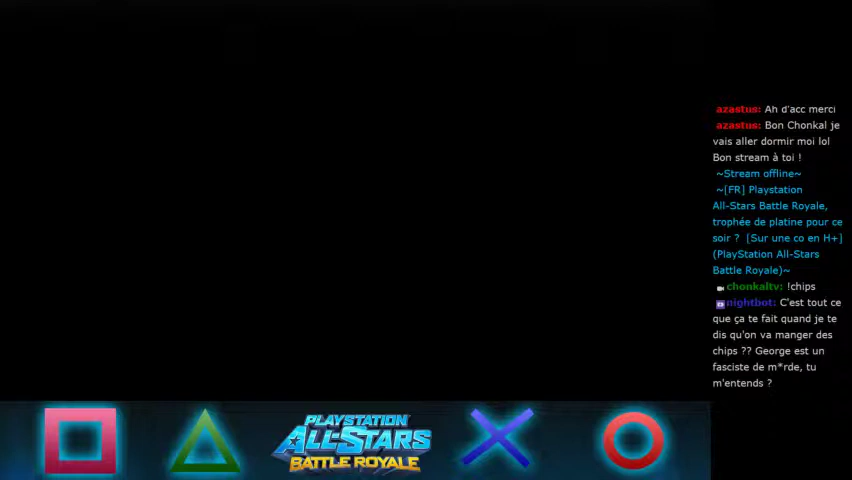 azastus: Ah d'acc merci
azastus: Bon Chonkal je
vais aller dormir moi lol
Bon stream à toi !
~Stream offline~
~[FR] Playstation
All-Stars Battle Royale,
trophée de platine pour ce
soir ? [Sur une co en H+]
(PlayStation All-Stars
Battle Royale)~
chonkaltv: !chips
nightbot: C'est tout ce
que ça te fait quand je te
dis qu'on va manger des
chips ?? George est un
fasciste de m*rde, tu
m'entends ?
PLAYSTATION
ALL-STARS
BATTLE ROYALE